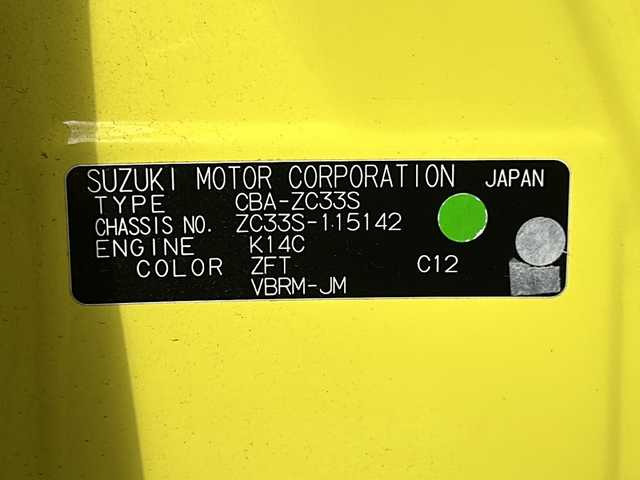 SUZUKI MOTOR CORPORATION JAPAN
TYPE CBA-ZC33S
CHASSIS NO. ZC33S-115142
ENGINE K14C
COLOR ZFT C12
VBRM-JM